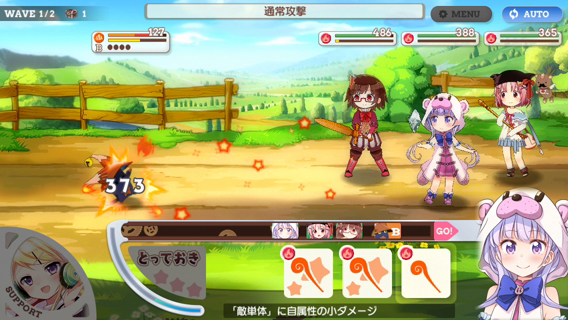 WAVE 1/2 1
通常攻撃
MENU
AUTO
127
B
486
388
365
373
B
GO!
とっておき
SUPPORT
「敵単体」に自属性の小ダメージ